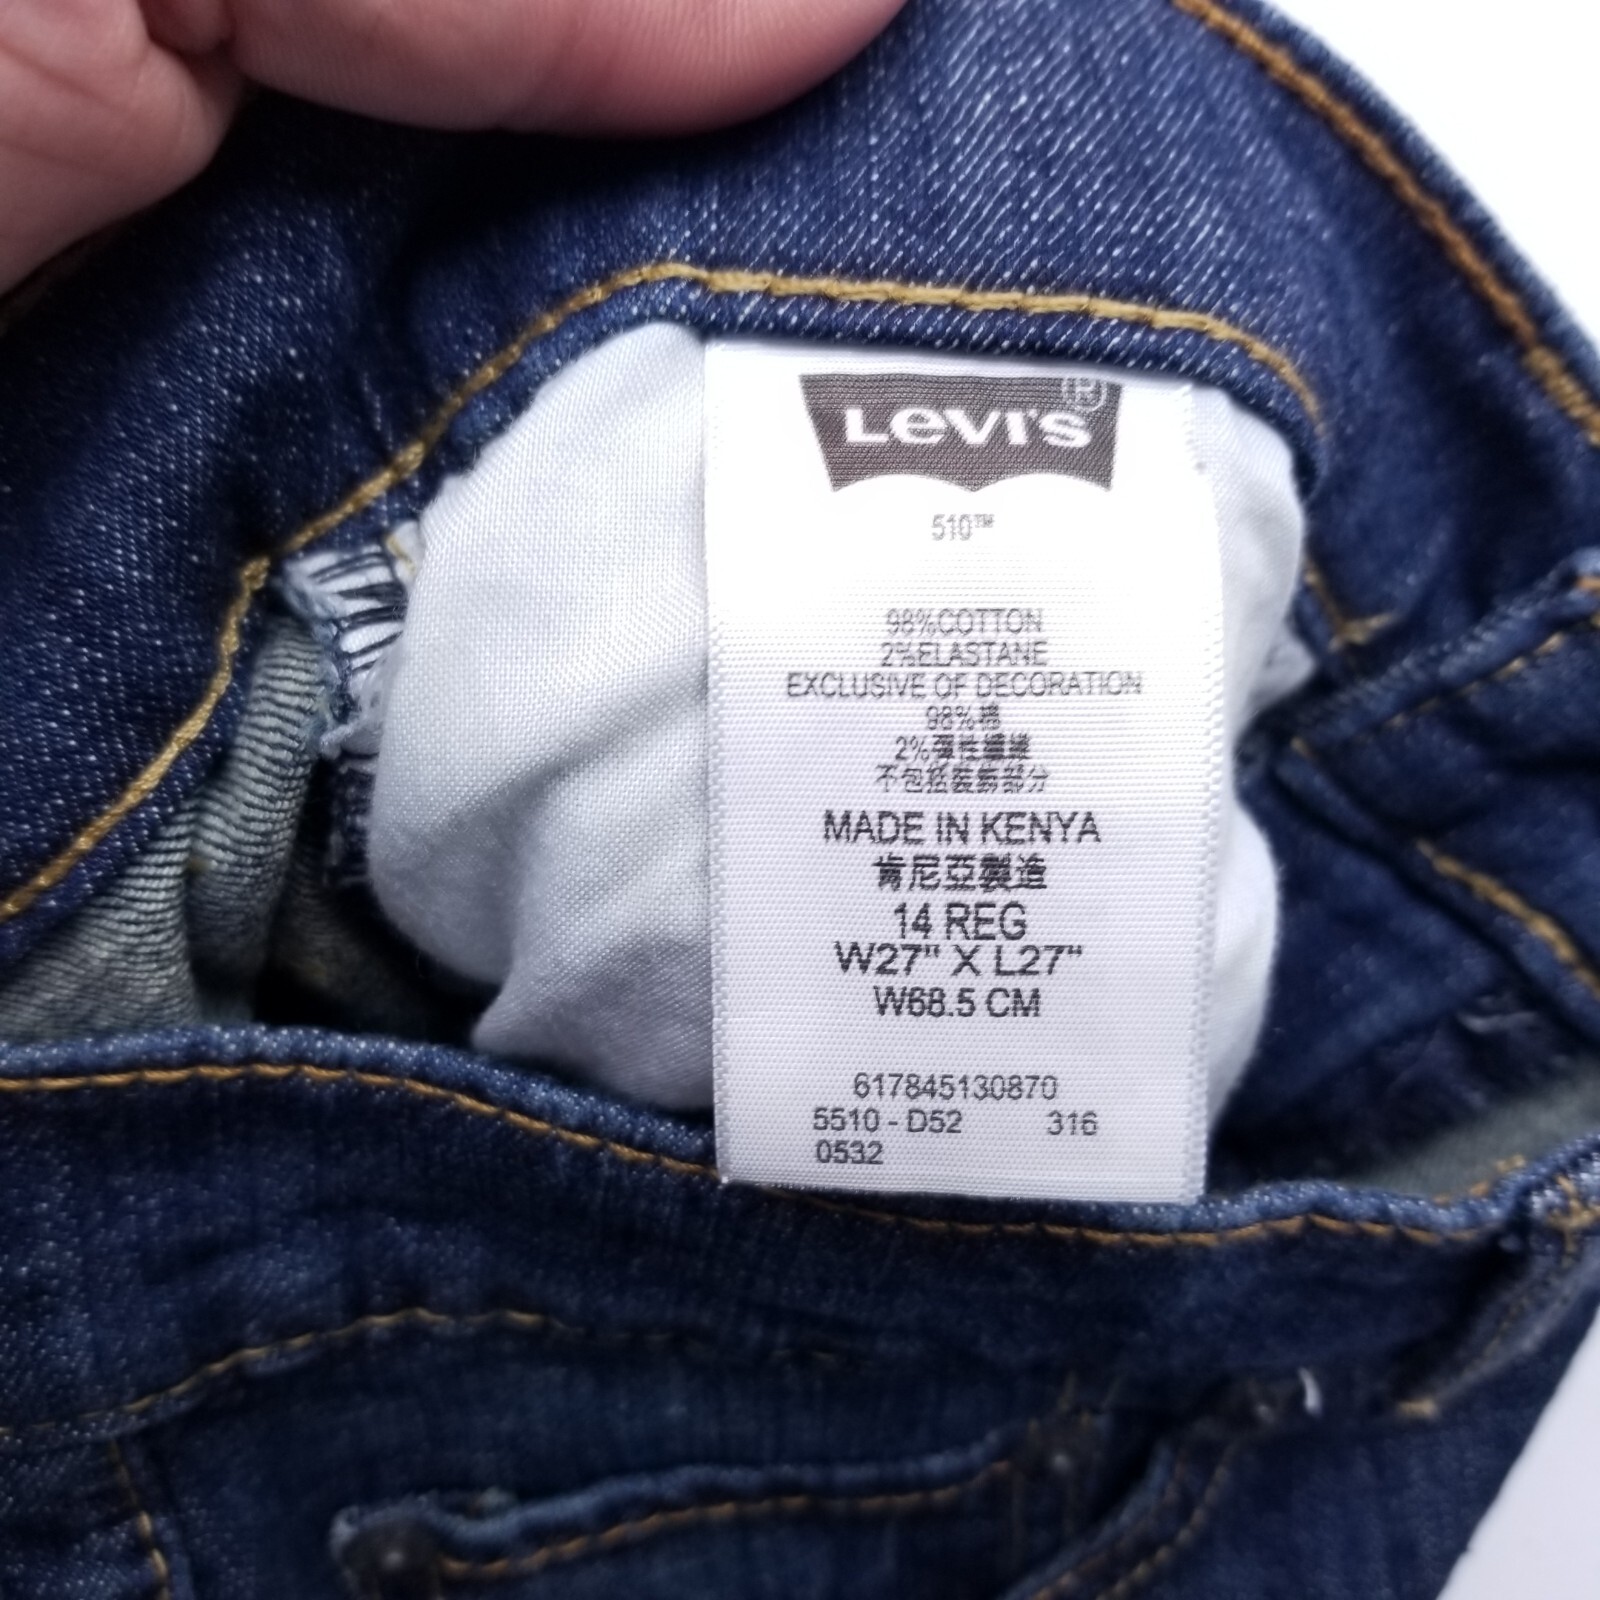 LEVI'S®
510™
98%COTTON
2%ELASTANE
EXCLUSIVE OF DECORATION
98%棉
2%彈性纖維
不包括裝飾部分
MADE IN KENYA
肯尼亞製造
14 REG
W27" X L27"
W68.5 CM
617845130870
5510 - D52 316
0532